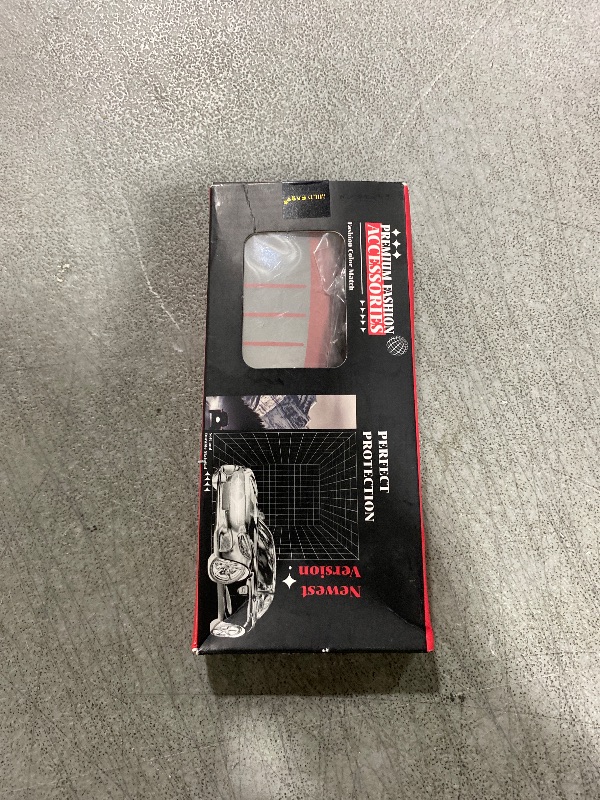 PREMIUM FASHION
ACCESSORIES
Fashion Color Match
PERFECT
PROTECTION
Newest
Version